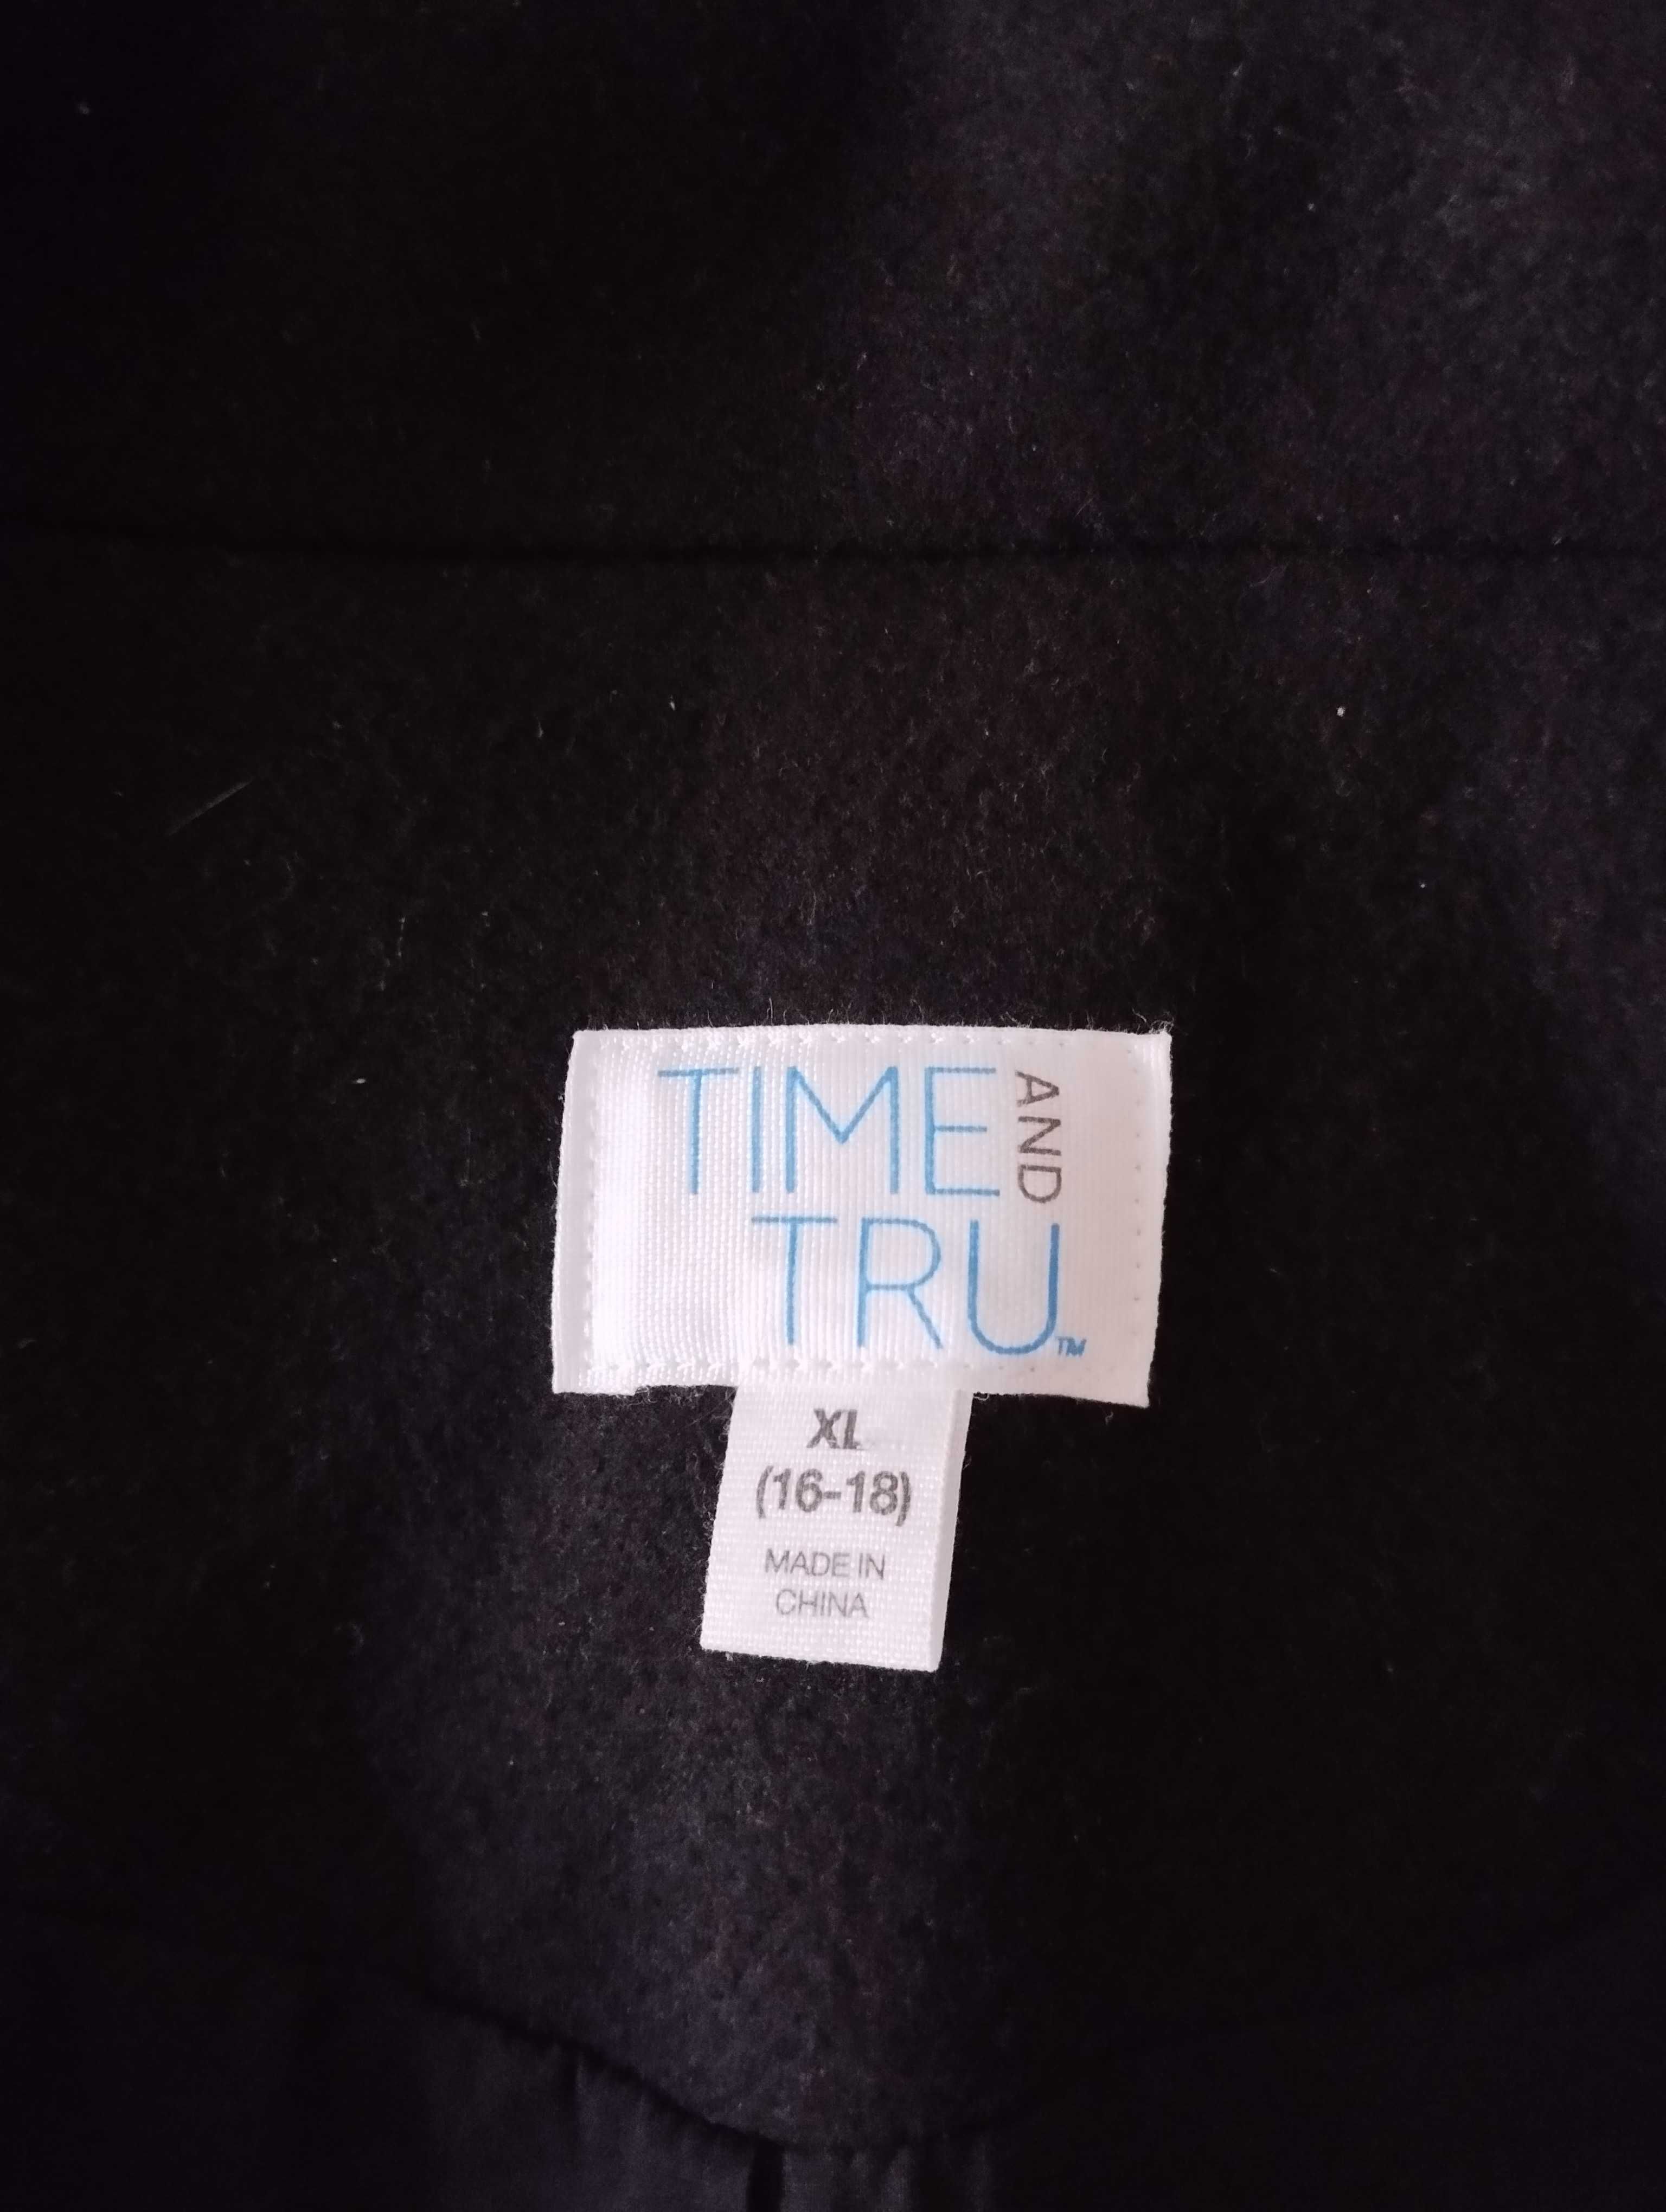 TIME AND
TRU™
XL
(16-18)
MADE IN
CHINA